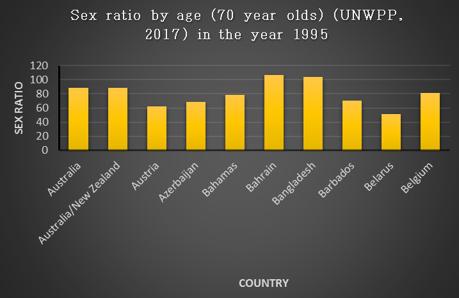 Sex ratio by age (70 year olds) (UNWPP,
2017) in the year 1995
SEX RATIO
120
100
80
60
40
20
0
Australia
Australia/New Zealand
Austria
Azerbaijan
Bahamas
Bahrain
Bangladesh
Barbados
Belarus
Belgium
COUNTRY